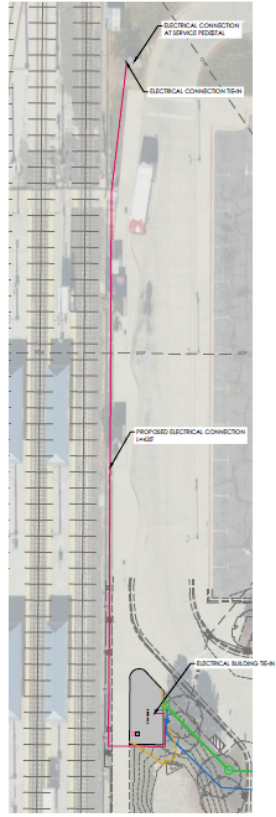 ELECTRICAL CONNECTION
AT SERVICE PEDESTAL
ELECTRICAL CONNECTION TIE-IN
PROPOSED ELECTRICAL CONNECTION
ELECTRICAL BUILDING TIE-IN